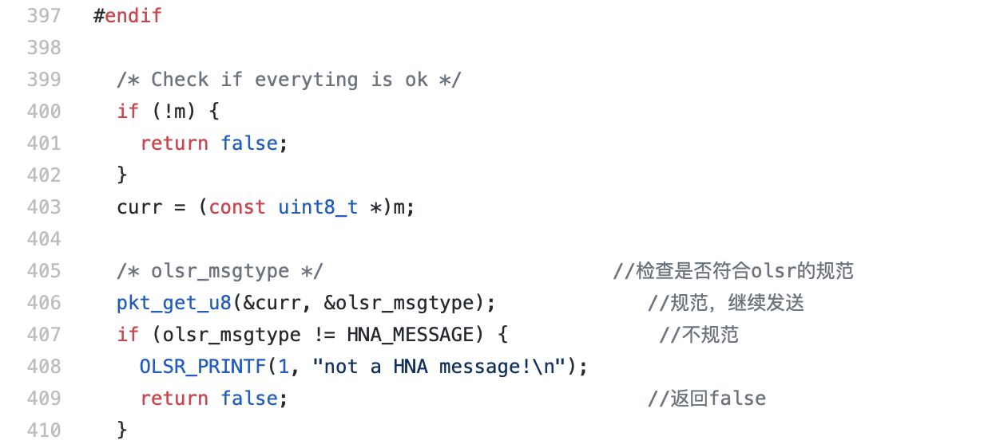 397 #endif
398
399 /* Check if everyting is ok */
400 if (!m) {
401 return false;
402 }
403 curr = (const uint8_t *)m;
404
405 /* olsr_msgtype */ //检查是否符合olsr的规范
406 pkt_get_u8(&curr, &olsr_msgtype); //规范，继续发送
407 if (olsr_msgtype != HNA_MESSAGE) { //不规范
408 OLSR_PRINTF(1, "not a HNA message!\n");
409 return false; //返回false
410 }